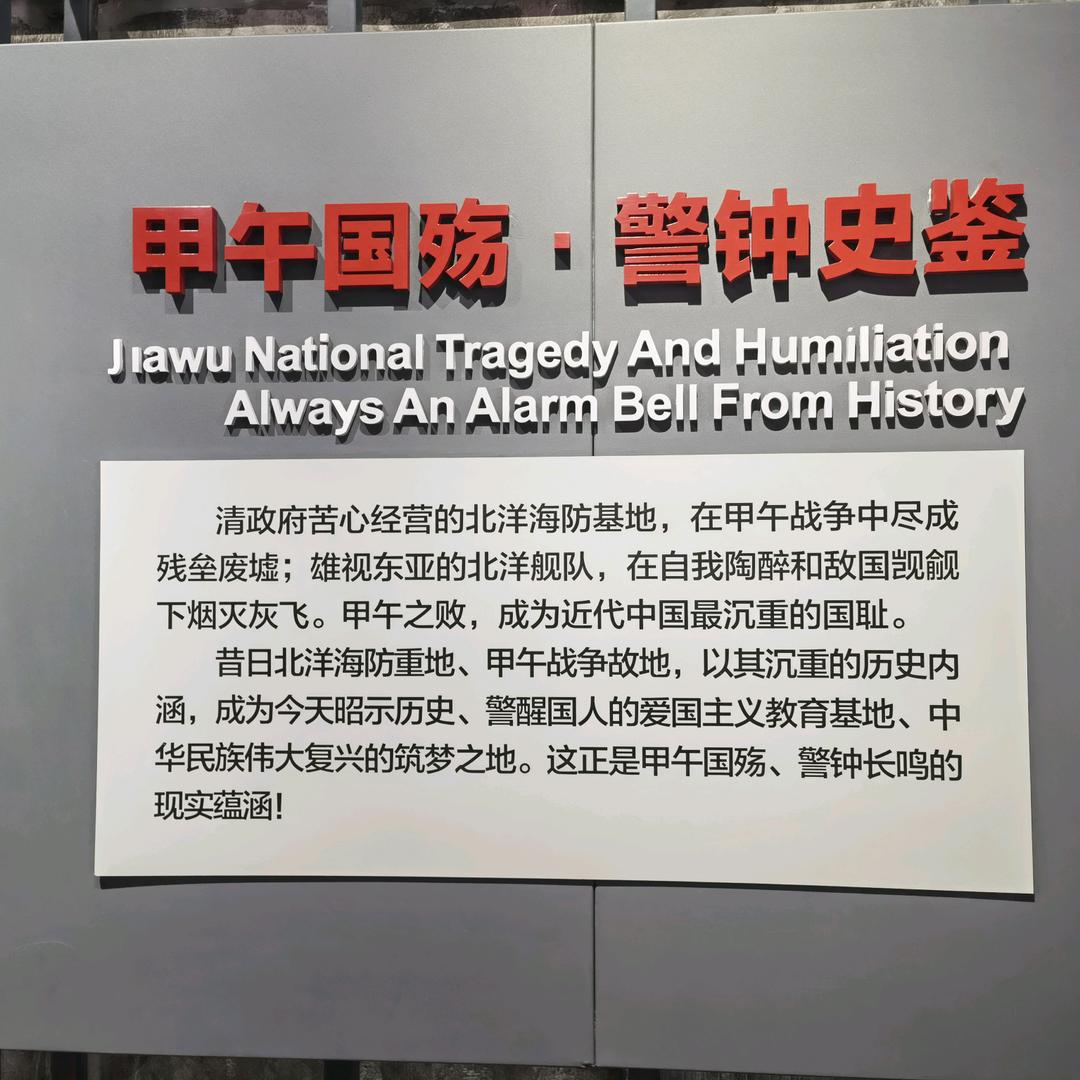 甲午国殇·警钟史鉴
Jiawu National Tragedy And Humiliation
Always An Alarm Bell From History
清政府苦心经营的北洋海防基地，在甲午战争中尽成
残垒废墟；雄视东亚的北洋舰队，在自我陶醉和敌国觊觎
下烟灭灰飞。甲午之败，成为近代中国最沉重的国耻。
昔日北洋海防重地、甲午战争故地，以其沉重的历史内
涵，成为今天昭示历史、警醒国人的爱国主义教育基地、中
华民族伟大复兴的筑梦之地。这正是甲午国殇、警钟长鸣的
现实蕴涵！